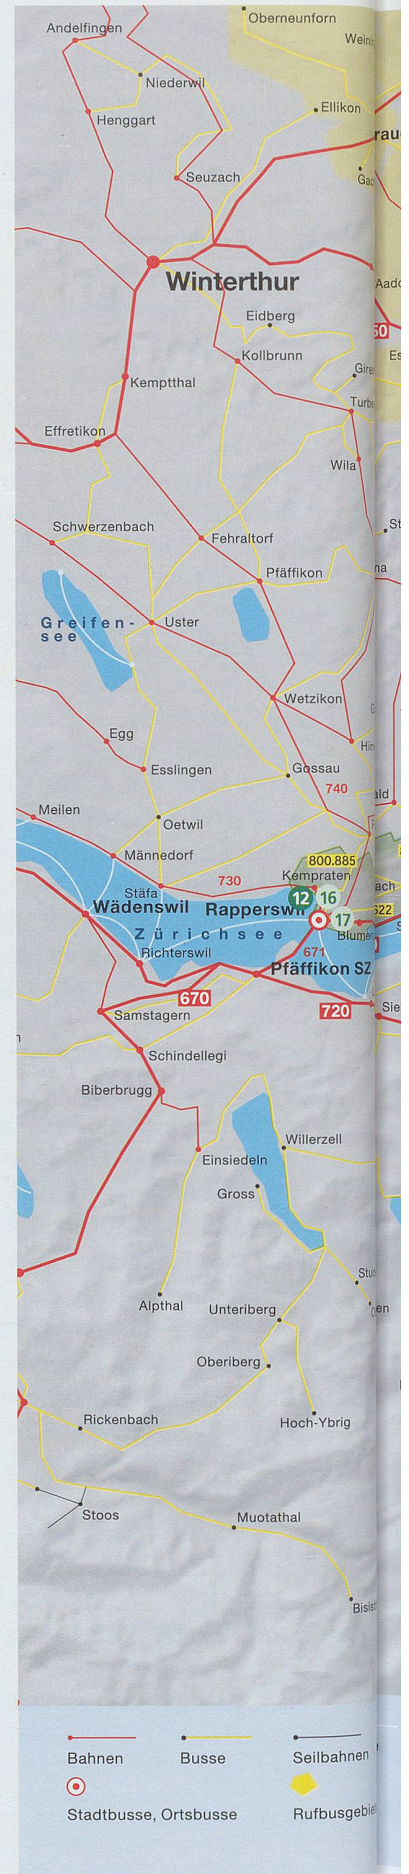 Oberneunforn
Andelfingen
Niederwil
Ellikon
Henggart
Seuzach
Winterthur
Eidberg
Kollbrunn
Kemptthal
Effretikon
Wila
Schwerzenbach
Fehraltorf
Pfäffikon
Greifen-
see
Uster
Wetzikon
Egg
Esslingen
Gossau
740
Meilen
Oetwil
Männedorf
800.885
Kempraten
730
Stäfa
12
16
Wädenswil
522
17
Zürichsee
Richterswil
671
Pfäffikon SZ
670
720
Samstagern
Schindellegi
Biberbrugg
Willerzell
Einsiedeln
Gross
Alpthal
Unteriberg
Oberiberg
Rickenbach
Hoch-Ybrig
Stoos
Muotathal
Bahnen
Busse
Seilbahnen
Stadtbusse, Ortsbusse